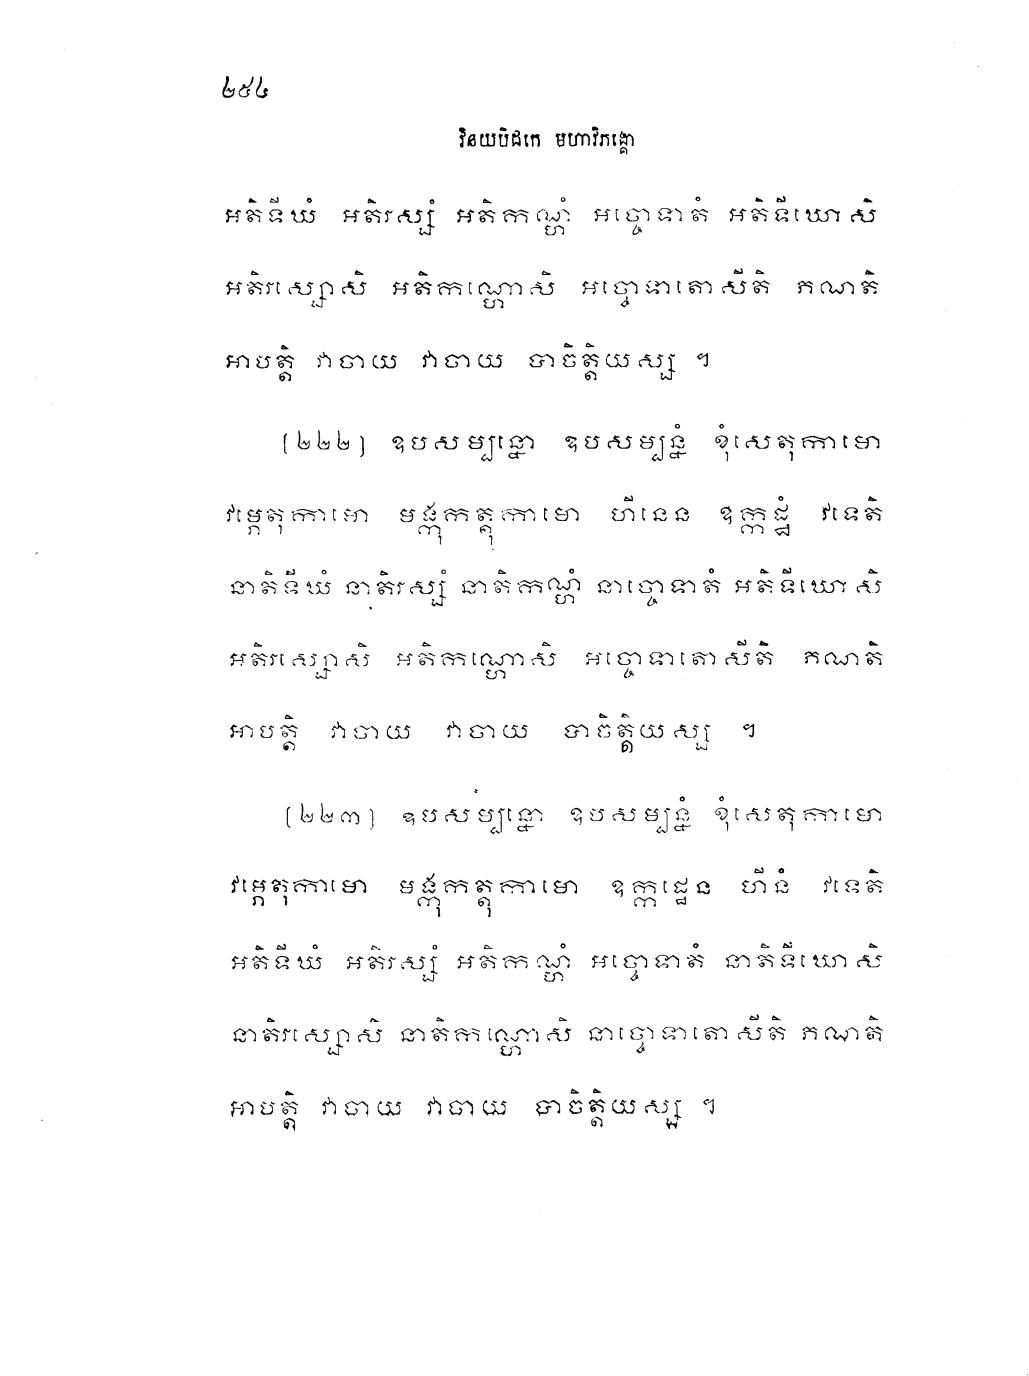 ២៥៤
វិនយបិដកេ មហាវិភង្គោ
អតិទីឃំ អតិរស្សំ អតិកណ្ហំ អច្ចោទាតំ អតិទីឃោសិ
អតិរស្សោសិ អតិកណ្ហោសិ អច្ចោទាតោសីតិ ភណតិ
អាបត្តិ វាចាយ វាចាយ បាចិត្តិយស្ស ។
(២២២) ឧបសម្បន្នោ ឧបសម្បន្នំ ខុំសេតុកាមោ
វម្ភេតុកាមោ មង្កុកត្តុកាមោ ហីនេន ឧក្កដ្ឋំ វទេតិ
នាតិទីឃំ នាតិរស្សំ នាតិកណ្ហំ នាច្ចោទាតំ អតិទីឃោសិ
អតិរស្សោសិ អតិកណ្ហោសិ អច្ចោទាតោសីតិ ភណតិ
អាបត្តិ វាចាយ វាចាយ បាចិត្តិយស្ស ។
(២២៣) ឧបសម្បន្នោ ឧបសម្បន្នំ ខុំសេតុកាមោ
វម្ភេតុកាមោ មង្កុកត្តុកាមោ ឧក្កដ្ឋេន ហីនំ វទេតិ
អតិទីឃំ អតិរស្សំ អតិកណ្ហំ អច្ចោទាតំ នាតិទីឃោសិ
នាតិរស្សោសិ នាតិកណ្ហោសិ នាច្ចោទាតោសីតិ ភណតិ
អាបត្តិ វាចាយ វាចាយ បាចិត្តិយស្ស ។